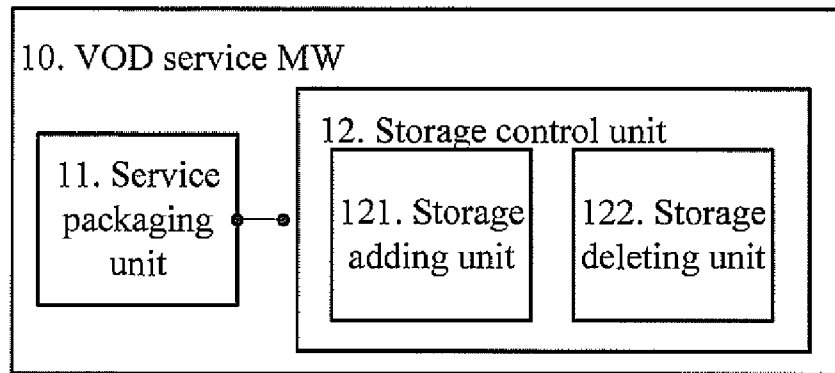 10. VOD service MW
12. Storage control unit
11. Service
packaging
unit
121. Storage
adding unit
122. Storage
deleting unit